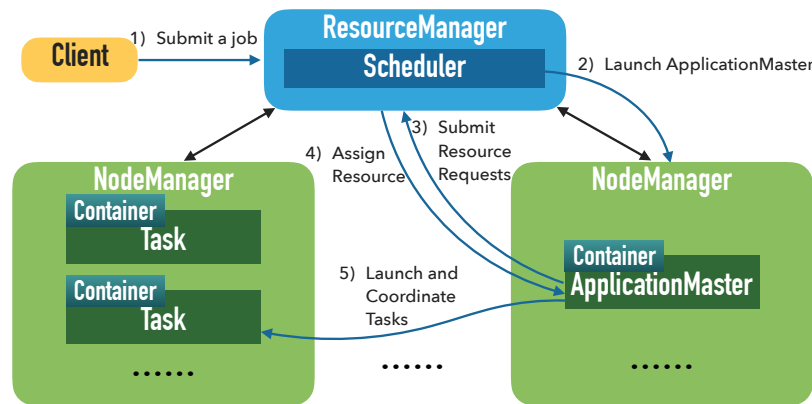 ResourceManager
1) Submit a job
Client
Scheduler
2) Launch ApplicationMaster
3) Submit
Resource
Requests
4) Assign
Resource
NodeManager
Container
Task
Container
Task
......
5) Launch and
Coordinate
Tasks
......
NodeManager
Container
ApplicationMaster
......